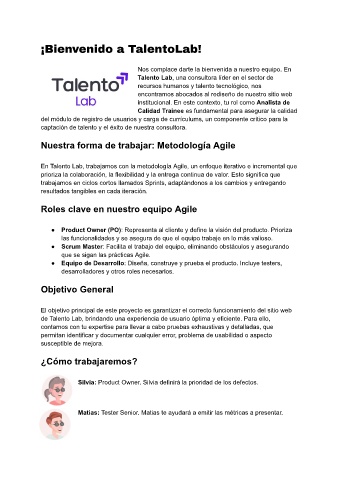 ¡Bienvenido a TalentoLab!
Nos complace darte la bienvenida a nuestro equipo. En
Talento Lab, una consultora líder en el sector de
recursos humanos y talento tecnológico, nos
encontramos abocados al rediseño de nuestro sitio web
institucional. En este contexto, tu rol como Analista de
Calidad Trainee es fundamental para asegurar la calidad
Talento
Lab
del módulo de registro de usuarios y carga de currículums, un componente crítico para la
captación de talento y el éxito de nuestra consultora.
Nuestra forma de trabajar: Metodología Agile
En Talento Lab, trabajamos con la metodología Agile, un enfoque iterativo e incremental que
prioriza la colaboración, la flexibilidad y la entrega continua de valor. Esto significa que
trabajamos en ciclos cortos llamados Sprints, adaptándonos a los cambios y entregando
resultados tangibles en cada iteración.
Roles clave en nuestro equipo Agile
● Product Owner (PO): Representa al cliente y define la visión del producto. Prioriza
las funcionalidades y se asegura de que el equipo trabaje en lo más valioso.
● Scrum Master: Facilita el trabajo del equipo, eliminando obstáculos y asegurando
que se sigan las prácticas Agile.
● Equipo de Desarrollo: Diseña, construye y prueba el producto. Incluye testers,
desarrolladores y otros roles necesarios.
Objetivo General
El objetivo principal de este proyecto es garantizar el correcto funcionamiento del sitio web
de Talento Lab, brindando una experiencia de usuario óptima y eficiente. Para ello,
contamos con tu expertise para llevar a cabo pruebas exhaustivas y detalladas, que
permitan identificar y documentar cualquier error, problema de usabilidad o aspecto
susceptible de mejora.
¿Cómo trabajaremos?
Silvia: Product Owner. Silvia definirá la prioridad de los defectos.
Matías: Tester Senior. Matías te ayudará a emitir las métricas a presentar.